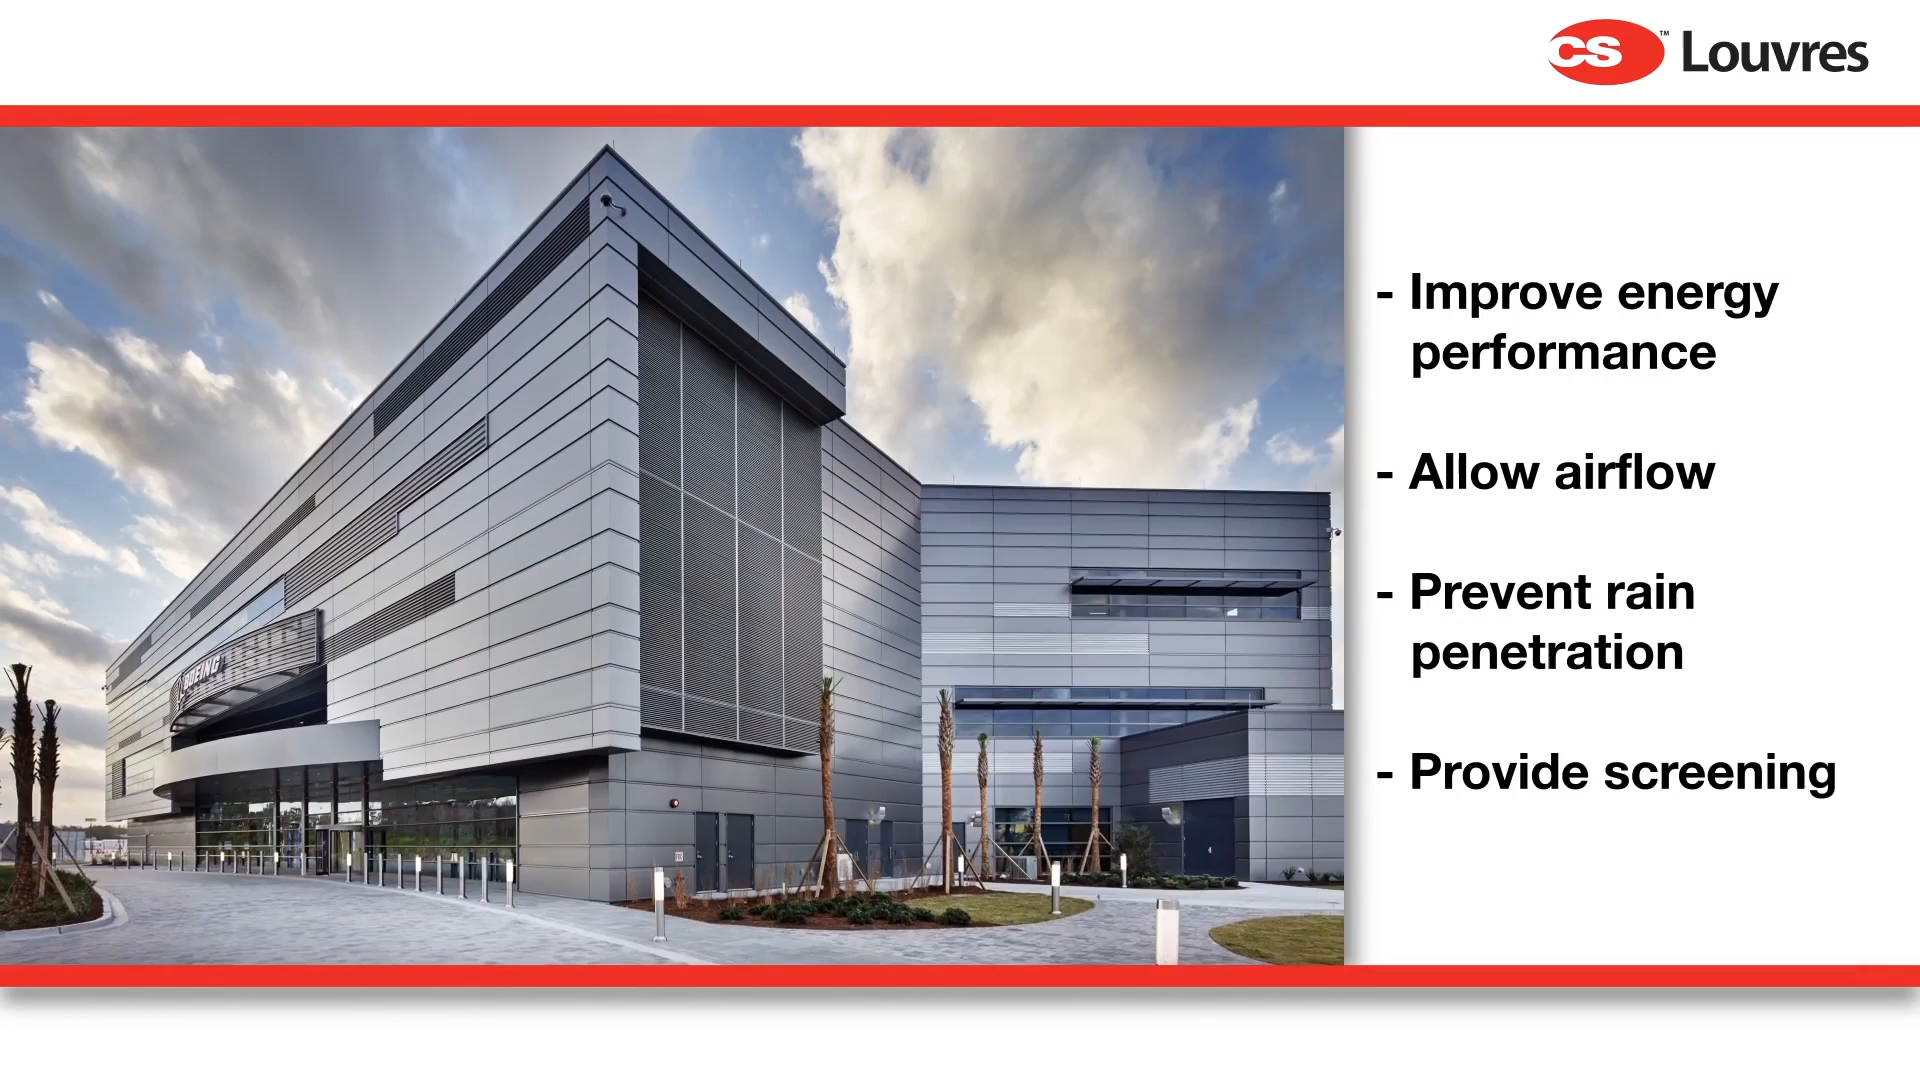 CS™ Louvres
- Improve energy
performance
- Allow airflow
- Prevent rain
penetration
- Provide screening
BOEING